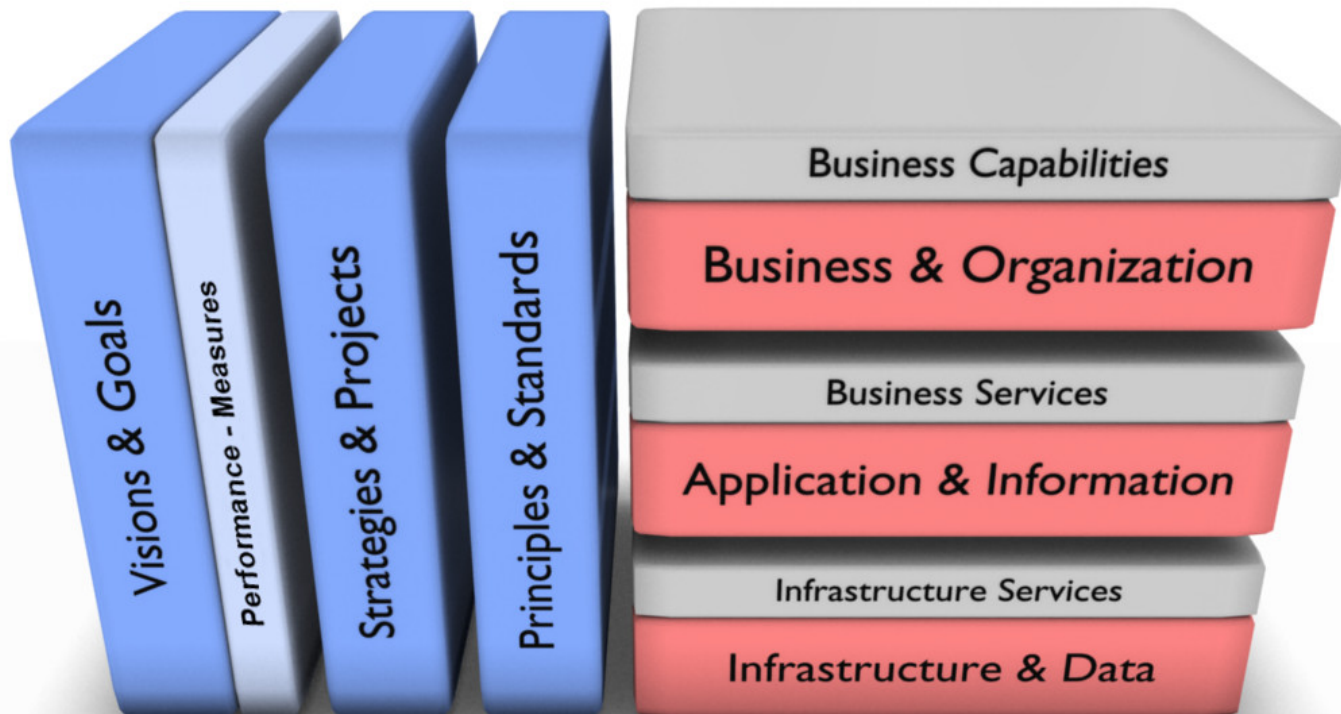 Visions & Goals
Performance - Measures
Strategies & Projects
Principles & Standards
Business Capabilities
Business & Organization
Business Services
Application & Information
Infrastructure Services
Infrastructure & Data